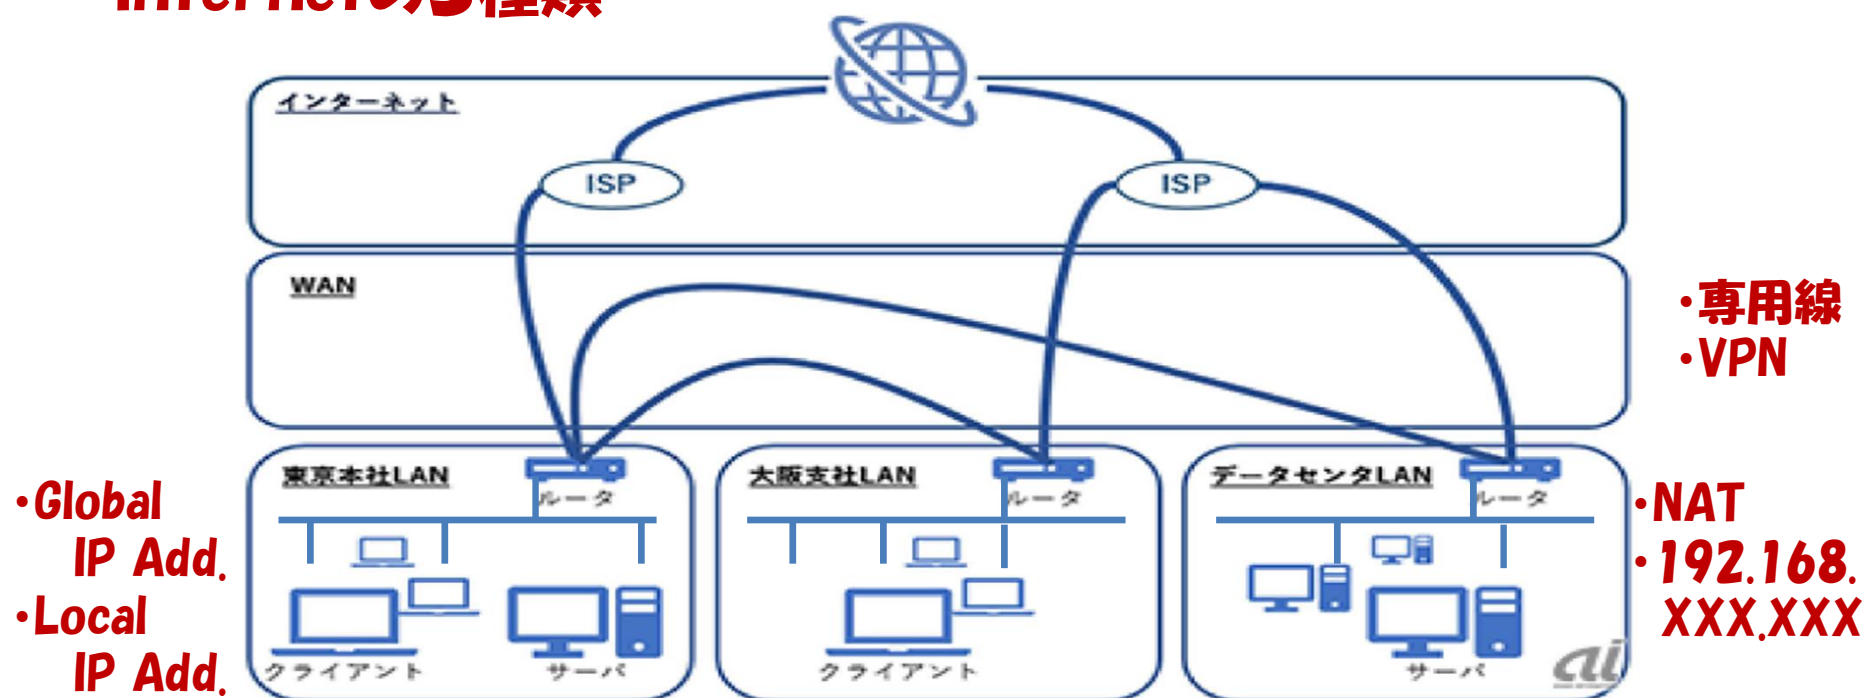 インターネット
ISP
ISP
WAN
・専用線
・VPN
東京本社LAN
ルータ
大阪支社LAN
ルータ
データセンタLAN
ルータ
・Global
IP Add.
・Local
IP Add.
・NAT
・192.168.
XXX.XXX
クライアント
サーバ
クライアント
サーバ
ai